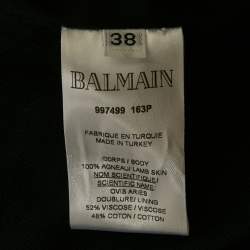 38
BALMAIN
997499 163P
FABRIQUE EN TURQUIE
MADE IN TURKEY
CORPS / BODY
100% AGNEAU/ LAMB SKIN
NOM SCIENTIFIQUE/
SCIENTIFIC NAME:
OVIS ARIES
DOUBLURE/ LINING
52% VISCOSE / VISCOSE
48% COTON / COTTON